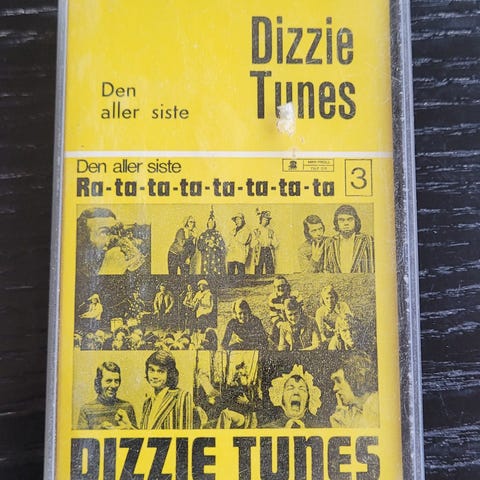 Dizzie
Tunes
Den
aller siste
Den aller siste
Ra-ta-ta-ta-ta-ta-ta-ta
3
DIZZIE TUNES